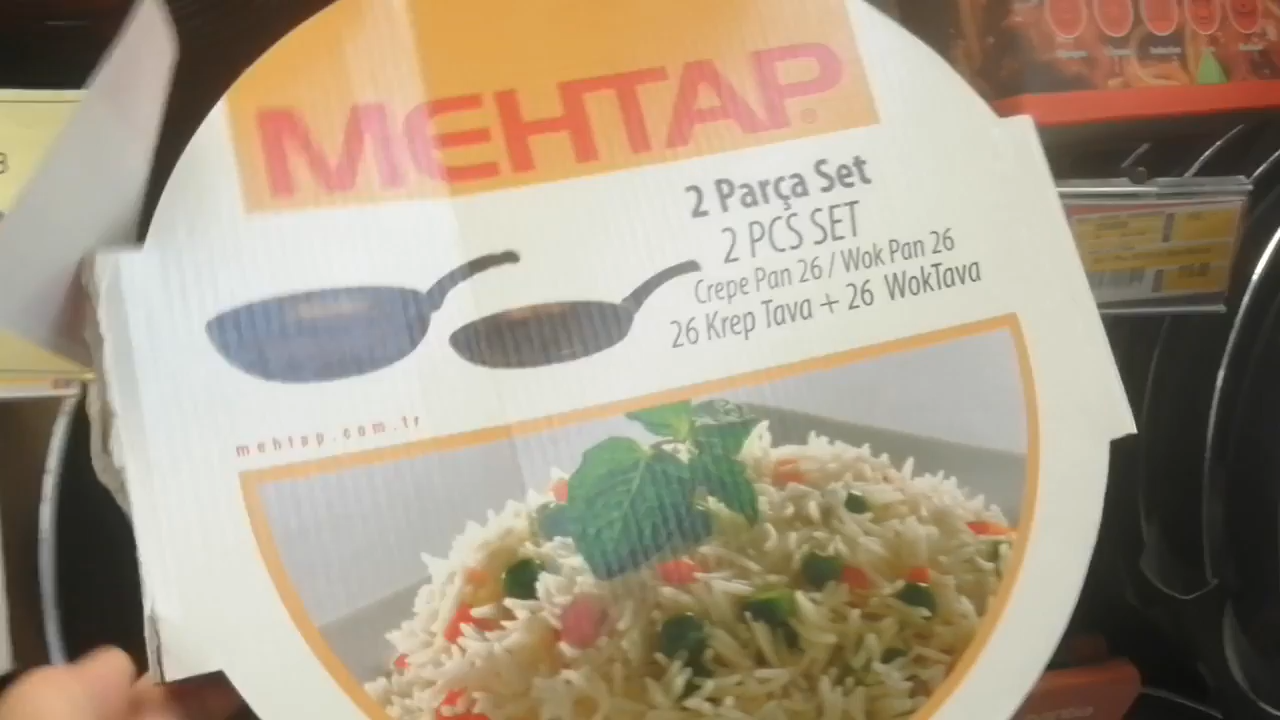 MEHTAP
2 Parça Set
2 PCS SET
Crepe Pan 26 / Wok Pan 26
26 Krep Tava + 26 WokTava
mehtap.com.tr